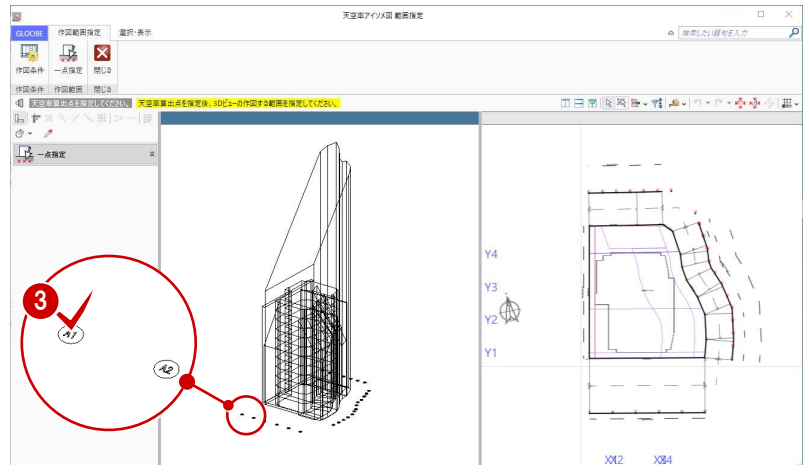 天空率アイソメ図 範囲指定
GLOOBE 作図範囲指定 選択・表示
検索したい語句を入力
作図条件 一点指定 閉じる
作図条件 作図範囲 閉じる
天空率算出点を指定してください。 天空率算出点を指定後、3Dビューの作図する範囲を指定してください。
一点指定
3
A1
A2
Y4
Y3
Y2
Y1